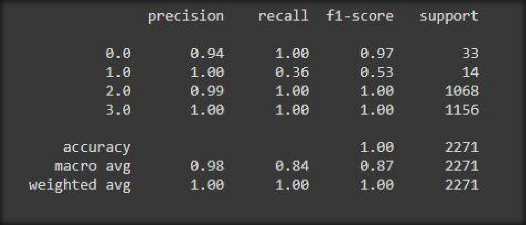 precision recall f1-score support
0.0 0.94 1.00 0.97 33
1.0 1.00 0.36 0.53 14
2.0 0.99 1.00 1.00 1068
3.0 1.00 1.00 1.00 1156
accuracy 1.00 2271
macro avg 0.98 0.84 0.87 2271
weighted avg 1.00 1.00 1.00 2271